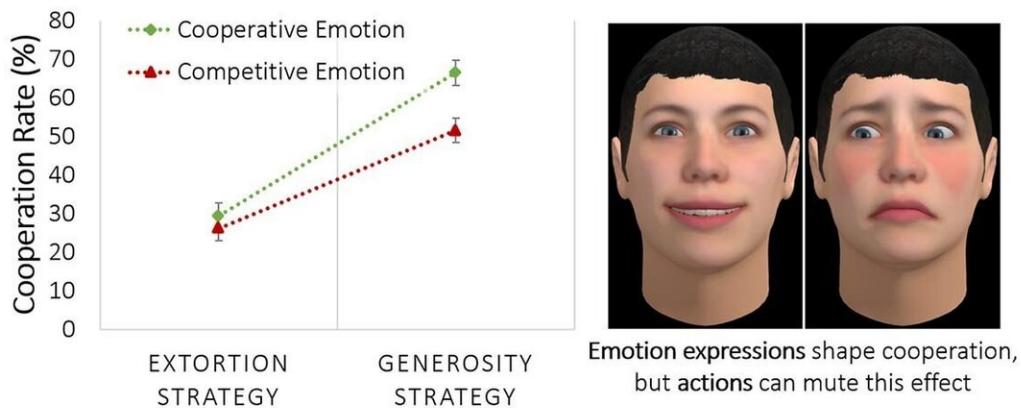 Cooperation Rate (%)
80
70
60
50
40
30
20
10
0
Cooperative Emotion
Competitive Emotion
EXTORTION
STRATEGY
GENEROSITY
STRATEGY
Emotion expressions shape cooperation,
but actions can mute this effect